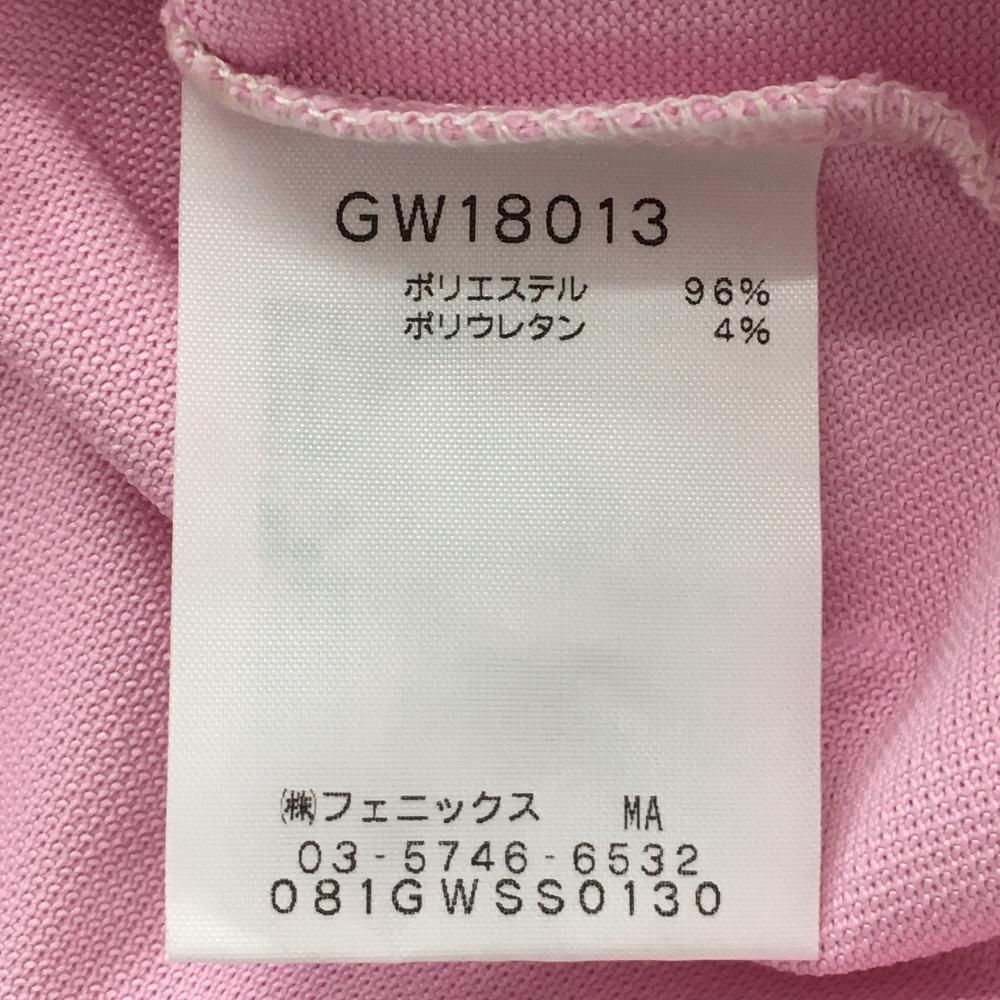 GW18013
ポリエステル 96%
ポリウレタン 4%
㈱フェニックス MA
03-5746-6532
081GWSS0130